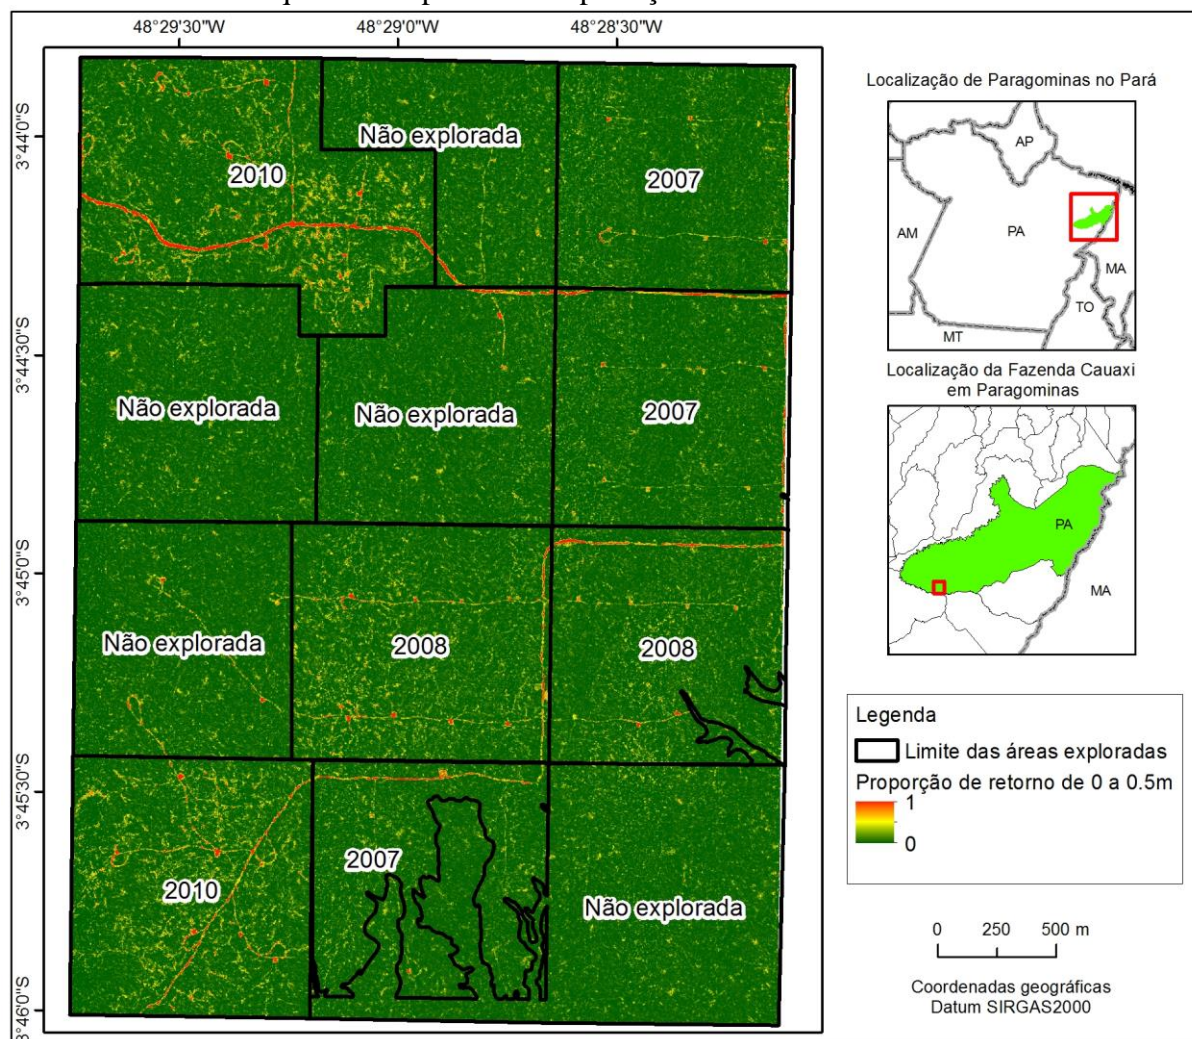 48°29'30"W
48°29'0"W
48°28'30"W
3°44'0"S
3°44'30"S
3°45'0"S
3°45'30"S
3°46'0"S
Não explorada
2010
2007
Não explorada
Não explorada
2007
Não explorada
2008
2008
2007
2010
Não explorada
Localização de Paragominas no Pará
AP
AM
PA
MA
TO
MT
Localização da Fazenda Cauaxi
em Paragominas
PA
MA
Legenda
Limite das áreas exploradas
Proporção de retorno de 0 a 0.5m
1
0
0 250 500 m
Coordenadas geográficas
Datum SIRGAS2000